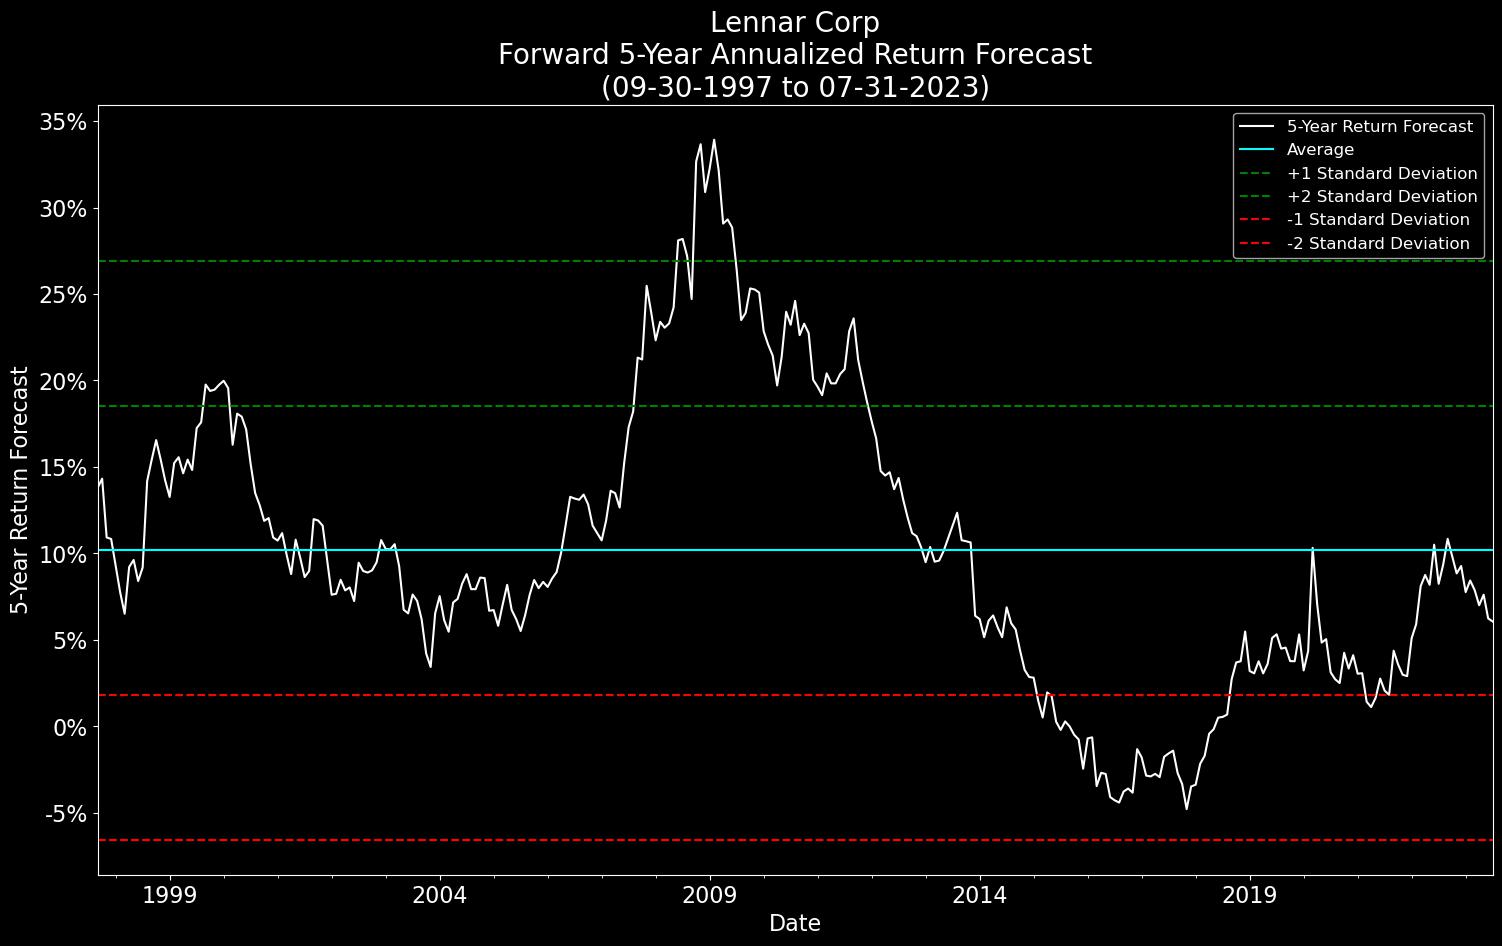 Lennar Corp
Forward 5-Year Annualized Return Forecast
(09-30-1997 to 07-31-2023)
5-Year Return Forecast
Average
+1 Standard Deviation
+2 Standard Deviation
-1 Standard Deviation
-2 Standard Deviation
35%
30%
25%
20%
15%
10%
5%
0%
-5%
5-Year Return Forecast
1999
2004
2009
2014
2019
Date